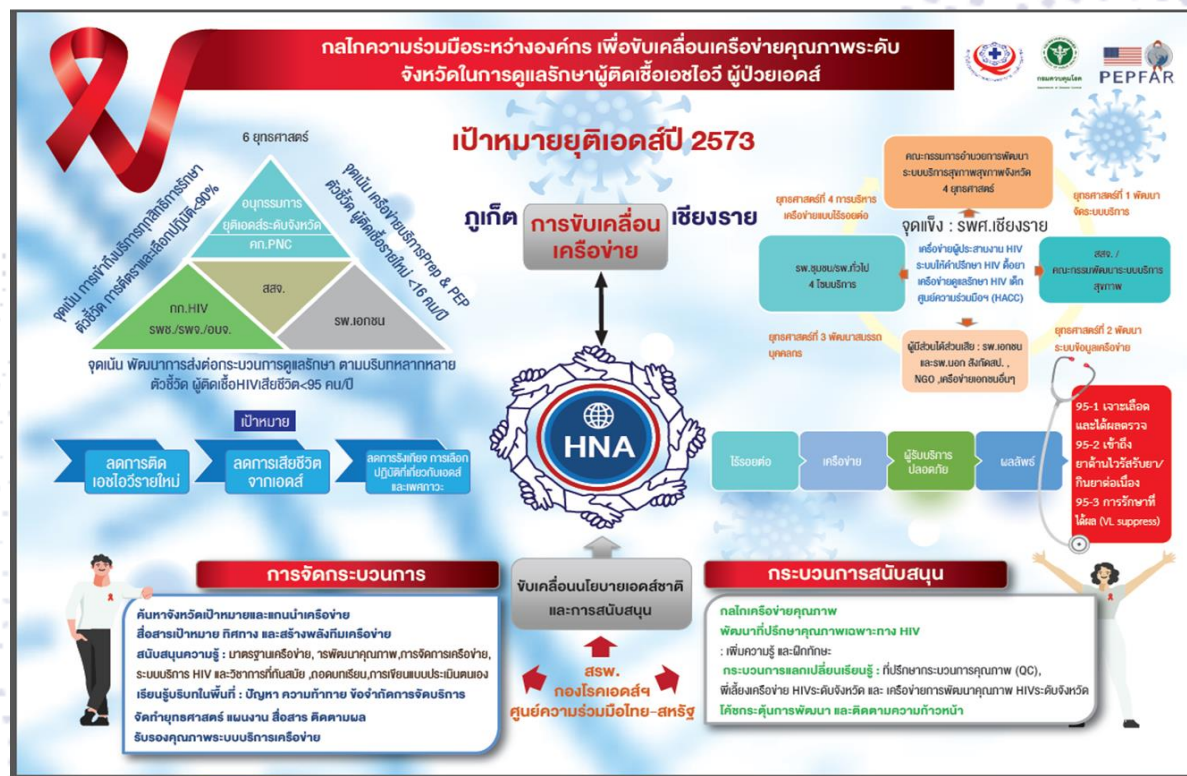 กลไกความร่วมมือระหว่างองค์กร เพื่อขับเคลื่อนเครือข่ายคุณภาพระดับ
จังหวัดในการดูแลรักษาผู้ติดเชื้อเอชไอวี ผู้ป่วยเอดส์
กรมควบคุมโรค
PEPFAR
เป้าหมายยุติเอดส์ปี 2573
6 ยุทธศาสตร์
จุดเน้น การเข้าถึงบริการทุกสิทธิการรักษา
ตัวชี้วัด การตีตราและเลือกปฏิบัติ<90%
จุดเน้น เครือข่ายบริการPrep & PEP
ตัวชี้วัด ผู้ติดเชื้อรายใหม่ <16 คน/ปี
อนุกรรมการ
ยุติเอดส์ระดับจังหวัด
คก.PNC
สสจ.
กก.HIV
รพช./รพจ./อบจ.
รพ.เอกชน
จุดเน้น พัฒนาการส่งต่อกระบวนการดูแลรักษา ตามบริบทหลากหลาย
ตัวชี้วัด ผู้ติดเชื้อHIVเสียชีวิต<95 คน/ปี
เป้าหมาย
ลดการติด
เอชไอวีรายใหม่
ลดการเสียชีวิต
จากเอดส์
ลดการรังเกียจ การเลือก
ปฏิบัติที่เกี่ยวกับเอดส์
และเพศภาวะ
ภูเก็ต
การขับเคลื่อน
เครือข่าย
เชียงราย
HNA
คณะกรรมการอำนวยการพัฒนา
ระบบบริการสุขภาพสุขภาพจังหวัด
4 ยุทธศาสตร์
ยุทธศาสตร์ที่ 4 การบริหาร
เครือข่ายแบบไร้รอยต่อ
ยุทธศาสตร์ที่ 1 พัฒนา
จัดระบบบริการ
จุดแข็ง : รพศ.เชียงราย
เครือข่ายผู้ประสานงาน HIV
ระบบให้คำปรึกษา HIV ดื้อยา
เครือข่ายดูแลรักษา HIV เด็ก
ศูนย์ความร่วมมือฯ (HACC)
รพ.ชุมชน/รพ.ทั่วไป
4 โซนบริการ
สสจ. /
คณะกรรมพัฒนาระบบบริการ
สุขภาพ
ยุทธศาสตร์ที่ 3 พัฒนาสมรรถ
บุคคลากร
ยุทธศาสตร์ที่ 2 พัฒนา
ระบบข้อมูลเครือข่าย
ผู้มีส่วนได้ส่วนเสีย : รพ.เอกชน
และรพ.นอก สังกัดสป. ,
NGO ,เครือข่ายเอกชนอื่นๆ
ไร้รอยต่อ
เครือข่าย
ผู้รับบริการ
ปลอดภัย
ผลลัพธ์
95-1 เจาะเลือด
และได้ผลตรวจ
95-2 เข้าถึง
ยาต้านไวรัสรับยา/
กินยาต่อเนื่อง
95-3 การรักษาที่
ได้ผล (VL suppress)
การจัดกระบวนการ
ค้นหาจังหวัดเป้าหมายและแกนนำเครือข่าย
สื่อสารเป้าหมาย ทิศทาง และสร้างพลังทีมเครือข่าย
สนับสนุนความรู้ : มาตรฐานเครือข่าย, ารพัฒนาคุณภาพ,การจัดการเครือข่าย,
ระบบบริการ HIV และวิชาการที่ทันสมัย ,ถอดบทเรียน,การเขียนแบบประเมินตนเอง
เรียนรู้บริบทในพื้นที่ : ปัญหา ความท้าทาย ข้อจำกัดการจัดบริการ
จัดทำยุทธศาสตร์ แผนงาน สื่อสาร ติดตามผล
รับรองคุณภาพระบบบริการเครือข่าย
ขับเคลื่อนนโยบายเอดส์ชาติ
และการสนับสนุน
สรพ.
กองโรคเอดส์ฯ
ศูนย์ความร่วมมือไทย-สหรัฐ
กระบวนการสนับสนุน
กลไกเครือข่ายคุณภาพ
พัฒนาที่ปรึกษาคุณภาพเฉพาะทาง HIV
: เพิ่มความรู้ และฝึกทักษะ
กระบวนการแลกเปลี่ยนเรียนรู้ : ที่ปรึกษากระบวนการคุณภาพ (QC),
พี่เลี้ยงเครือข่าย HIVระดับจังหวัด และ เครือข่ายการพัฒนาคุณภาพ HIVระดับจังหวัด
โค้ชกระตุ้นการพัฒนา และติดตามความก้าวหน้า